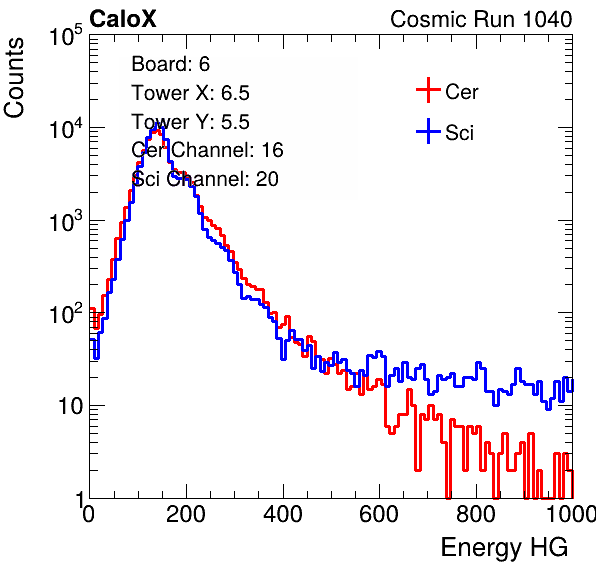 CaloX Cosmic Run 1040
Counts
Board: 6
Tower X: 6.5
Tower Y: 5.5
Cer Channel: 16
Sci Channel: 20
Cer
Sci
10^5
10^4
10^3
10^2
10
1
0 200 400 600 800 1000
Energy HG